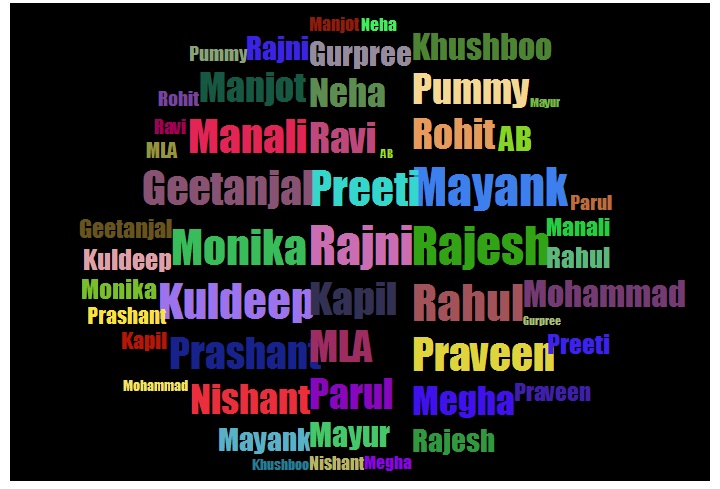 Manjot Neha
Pummy Rajni Gurpree Khushboo
Rohit Manjot Neha Pummy Mayur
Ravi Manali Ravi AB Rohit AB
MLA
Geetanjal Preeti Mayank Parul
Geetanjal Monika Rajni Rajesh Manali
Kuldeep Rahul
Monika Kuldeep Kapil Rahul Mohammad
Prashant Gurpree
Kapil Prashant MLA Praveen Preeti
Mohammad Nishant Parul Megha Praveen
Mayank Mayur Rajesh
Khushboo Nishant Megha